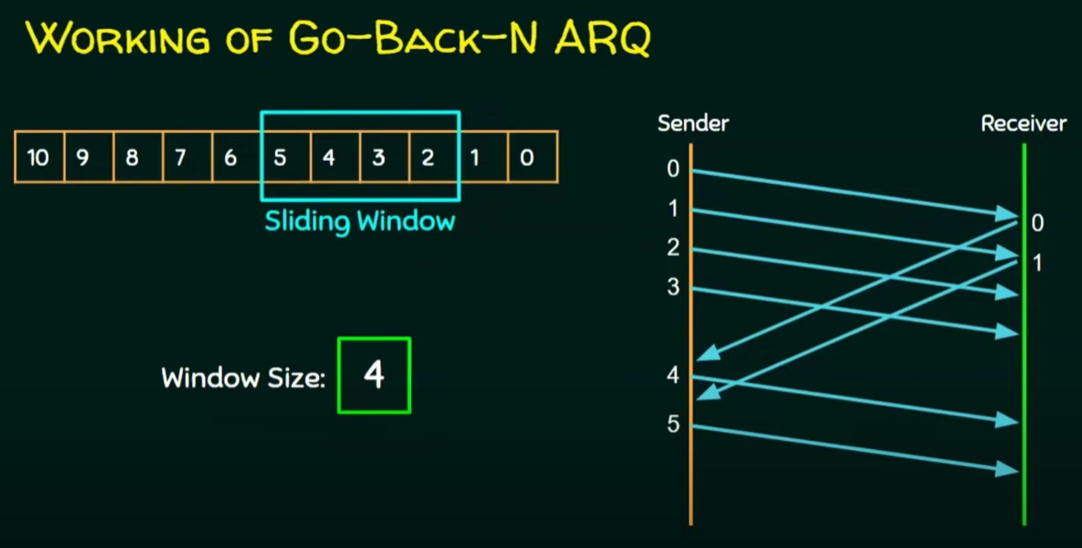 WORKING OF GO-BACK-N ARQ
10 9 8 7 6 5 4 3 2 1 0
Sliding Window
Window Size: 4
Sender Receiver
0
0
1
1
2
3
4
5